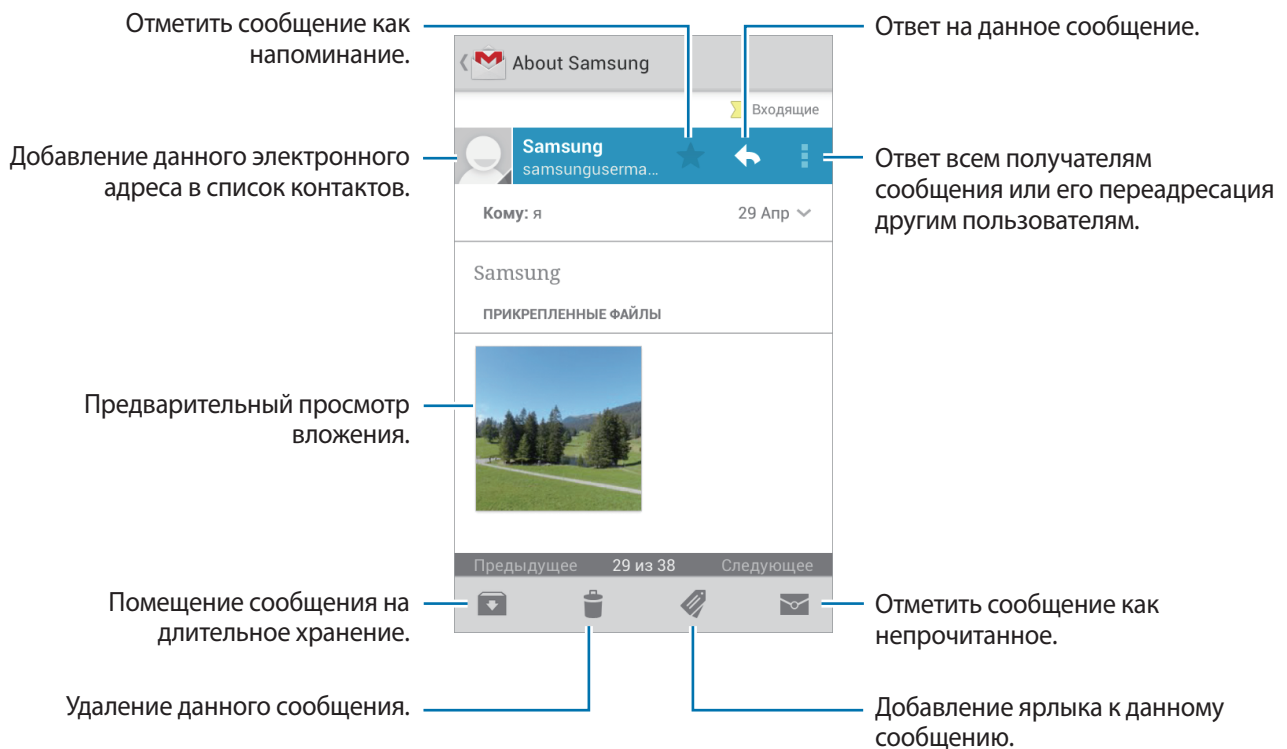 Отметить сообщение как
напоминание.
Ответ на данное сообщение.
About Samsung
Входящие
Добавление данного электронного
адреса в список контактов.
Samsung
samsunguserma...
Ответ всем получателям
сообщения или его переадресация
другим пользователям.
Кому: я
29 Апр
Samsung
ПРИКРЕПЛЕННЫЕ ФАЙЛЫ
Предварительный просмотр
вложения.
Предыдущее 29 из 38 Следующее
Помещение сообщения на
длительное хранение.
Отметить сообщение как
непрочитанное.
Удаление данного сообщения.
Добавление ярлыка к данному
сообщению.